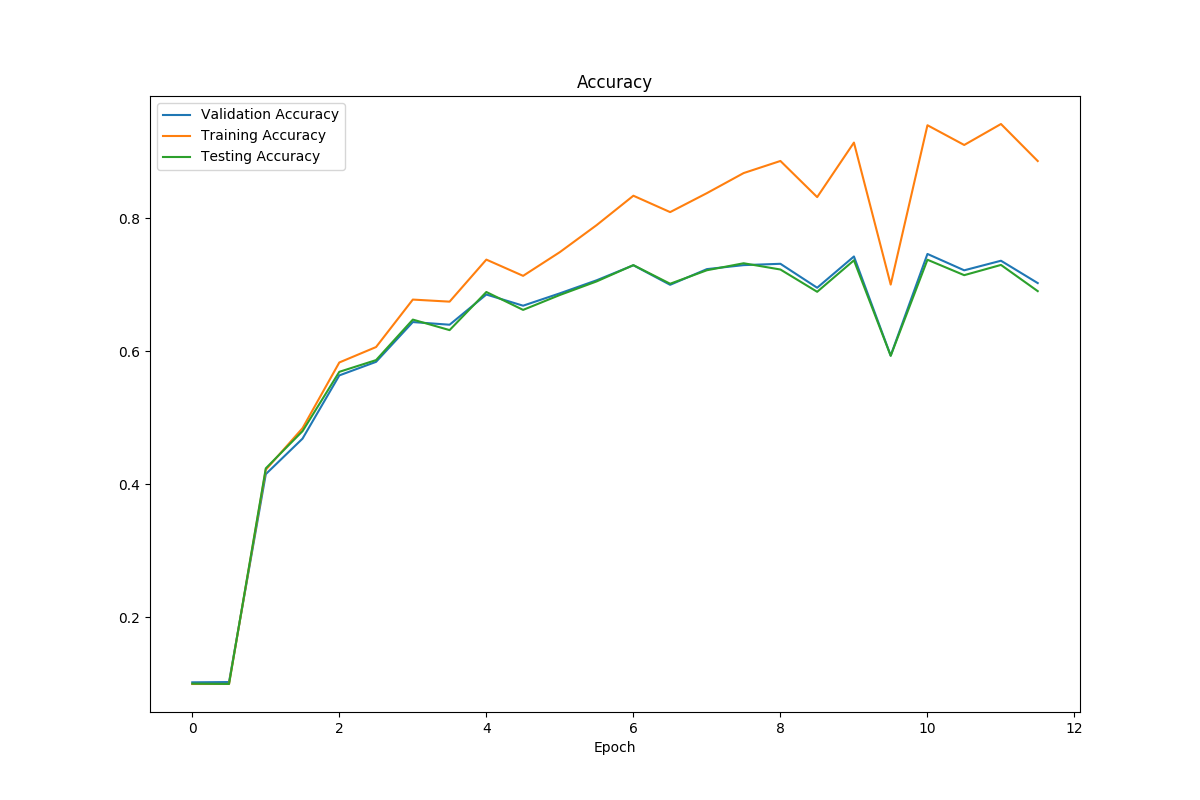 Accuracy
Validation Accuracy
Training Accuracy
Testing Accuracy
0.8
0.6
0.4
0.2
0 2 4 6 8 10 12
Epoch